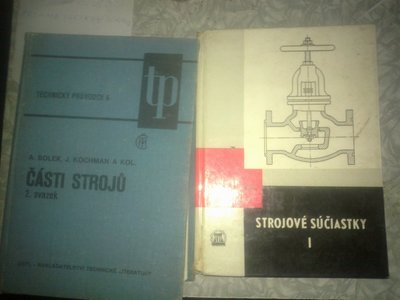 TECHNICKÝ PRŮVODCE 6
tp
A. BOLEK, J. KOCHMAN A KOL.
ČÁSTI STROJŮ
2. svazek
SNTL - NAKLADATELSTVÍ TECHNICKÉ LITERATURY
STROJOVÉ SÚČIASTKY
I